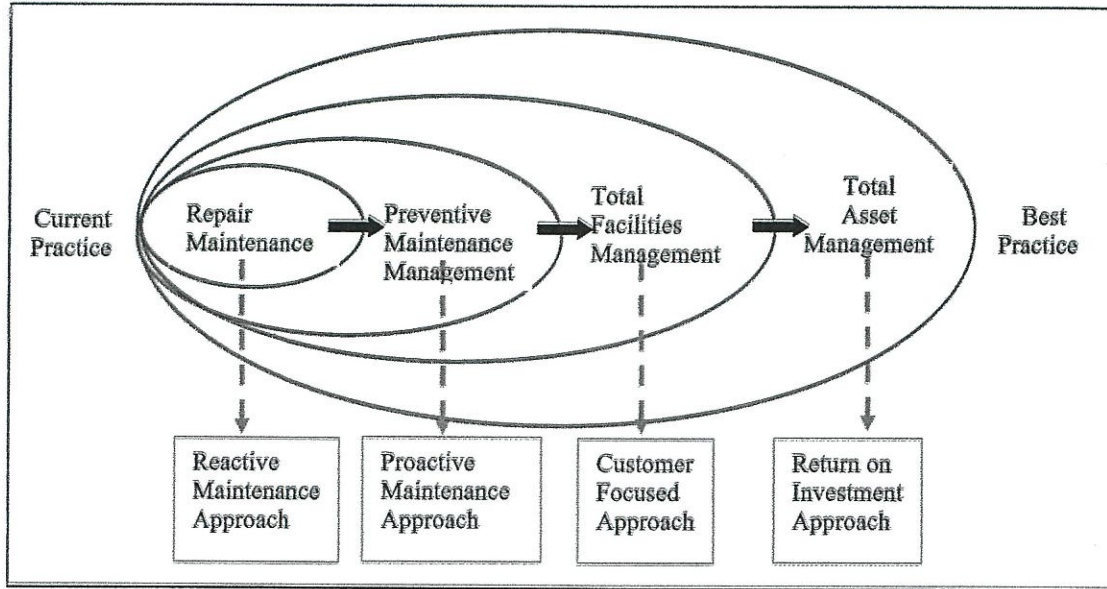 Current
Practice
Repair
Maintenance
Preventive
Maintenance
Management
Total
Facilities
Management
Total
Asset
Management
Best
Practice
Reactive
Maintenance
Approach
Proactive
Maintenance
Approach
Customer
Focused
Approach
Return on
Investment
Approach